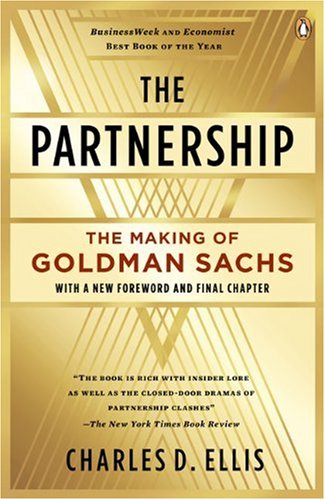 BusinessWeek and Economist
Best Book of the Year
THE
PARTNERSHIP
THE MAKING OF
GOLDMAN SACHS
WITH A NEW FOREWORD AND FINAL CHAPTER
“The book is rich with insider lore
as well as the closed-door dramas of
partnership clashes”
—The New York Times Book Review
CHARLES D. ELLIS